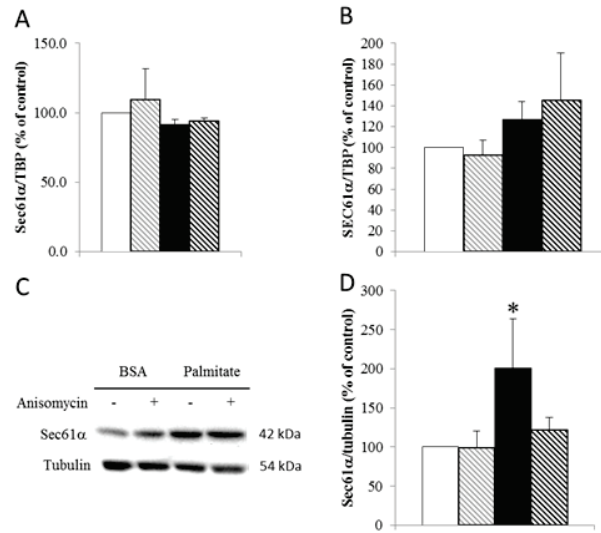 A
Sec61α/TBP (% of control)
150.0
100.0
50.0
0.0
B
SEC61α/TBP (% of control)
200
180
160
140
120
100
80
60
40
20
0
C
BSA Palmitate
Anisomycin - + - +
Sec61α 42 kDa
Tubulin 54 kDa
D
Sec61α/tubulin (% of control)
300
250
200
150
100
50
0
*